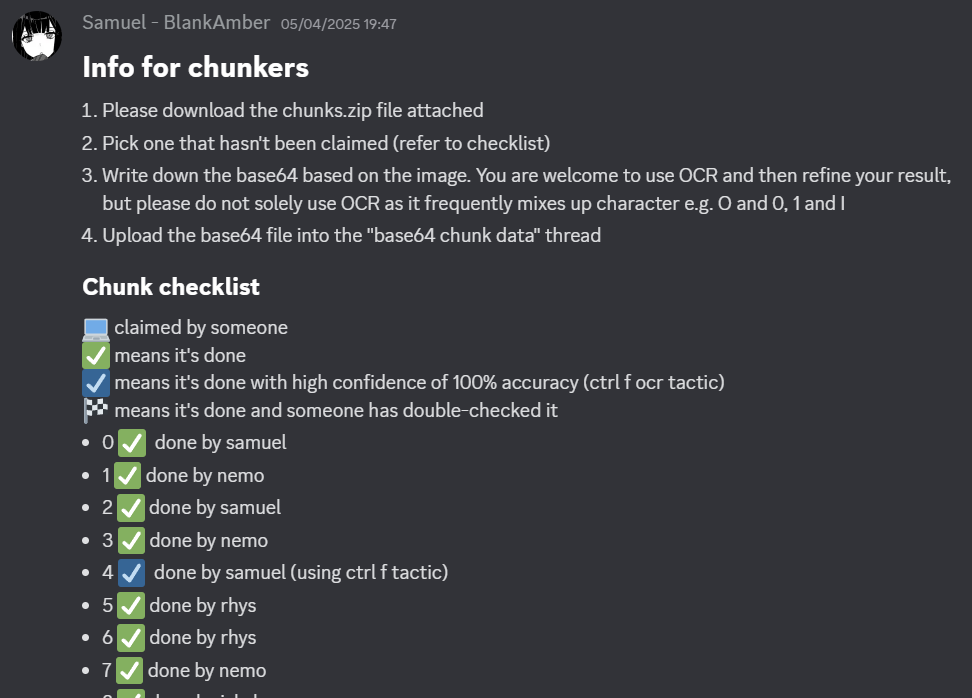 Samuel - BlankAmber 05/04/2025 19:47
Info for chunkers
1. Please download the chunks.zip file attached
2. Pick one that hasn't been claimed (refer to checklist)
3. Write down the base64 based on the image. You are welcome to use OCR and then refine your result,
but please do not solely use OCR as it frequently mixes up character e.g. O and 0, 1 and I
4. Upload the base64 file into the "base64 chunk data" thread
Chunk checklist
💻 claimed by someone
✅ means it's done
☑️ means it's done with high confidence of 100% accuracy (ctrl f ocr tactic)
🏁 means it's done and someone has double-checked it
• 0 ✅ done by samuel
• 1 ✅ done by nemo
• 2 ✅ done by samuel
• 3 ✅ done by nemo
• 4 ☑️ done by samuel (using ctrl f tactic)
• 5 ✅ done by rhys
• 6 ✅ done by rhys
• 7 ✅ done by nemo